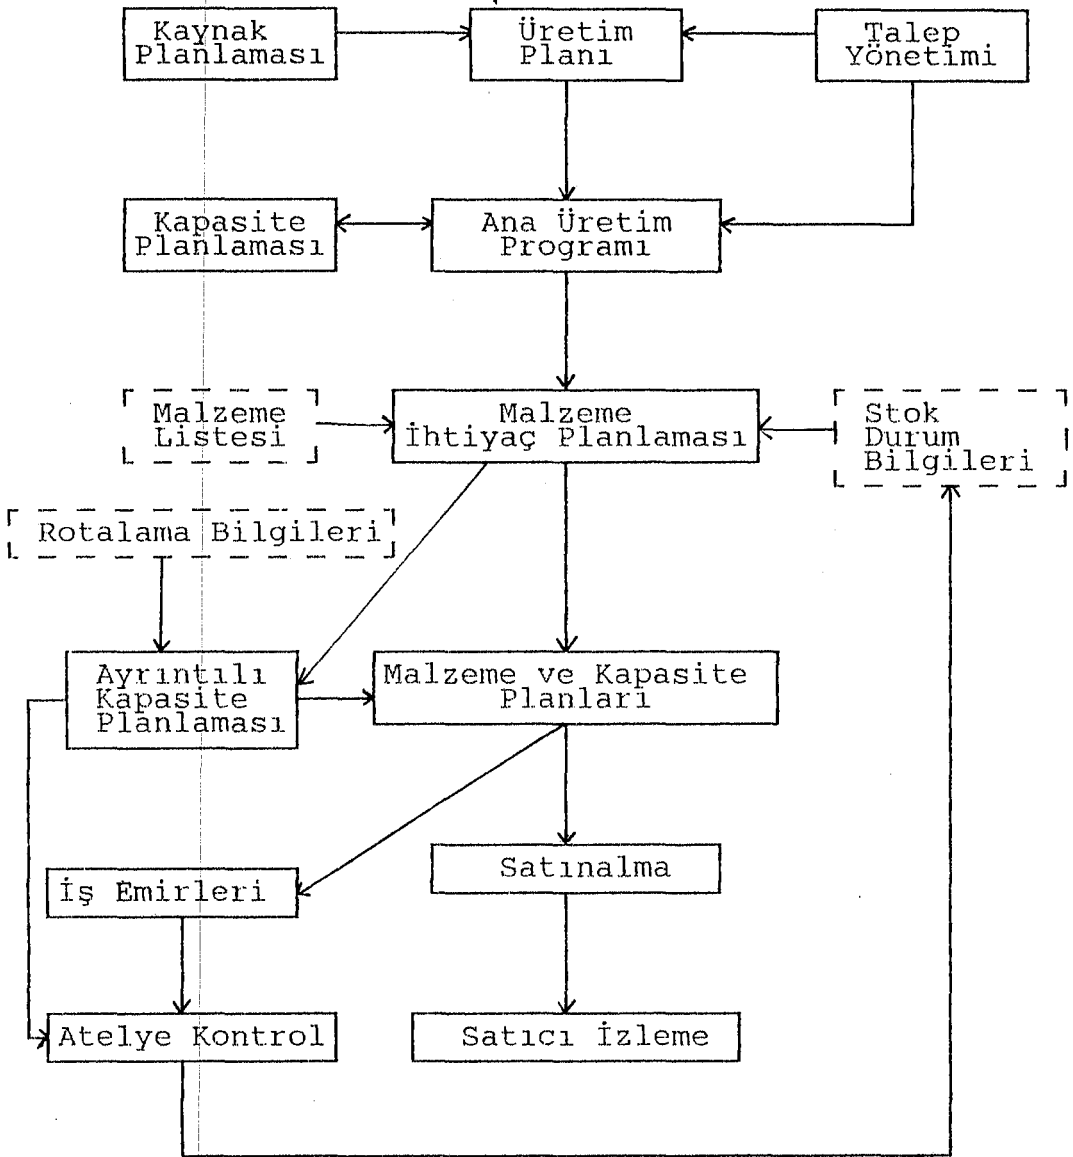 Kaynak
Planlaması
Üretim
Planı
Talep
Yönetimi
Kapasite
Planlaması
Ana Üretim
Programı
Malzeme
Listesi
Malzeme
İhtiyaç Planlaması
Stok
Durum
Bilgileri
Rotalama Bilgileri
Ayrıntılı
Kapasite
Planlaması
Malzeme ve Kapasite
Planları
İş Emirleri
Satınalma
Atelye Kontrol
Satıcı İzleme